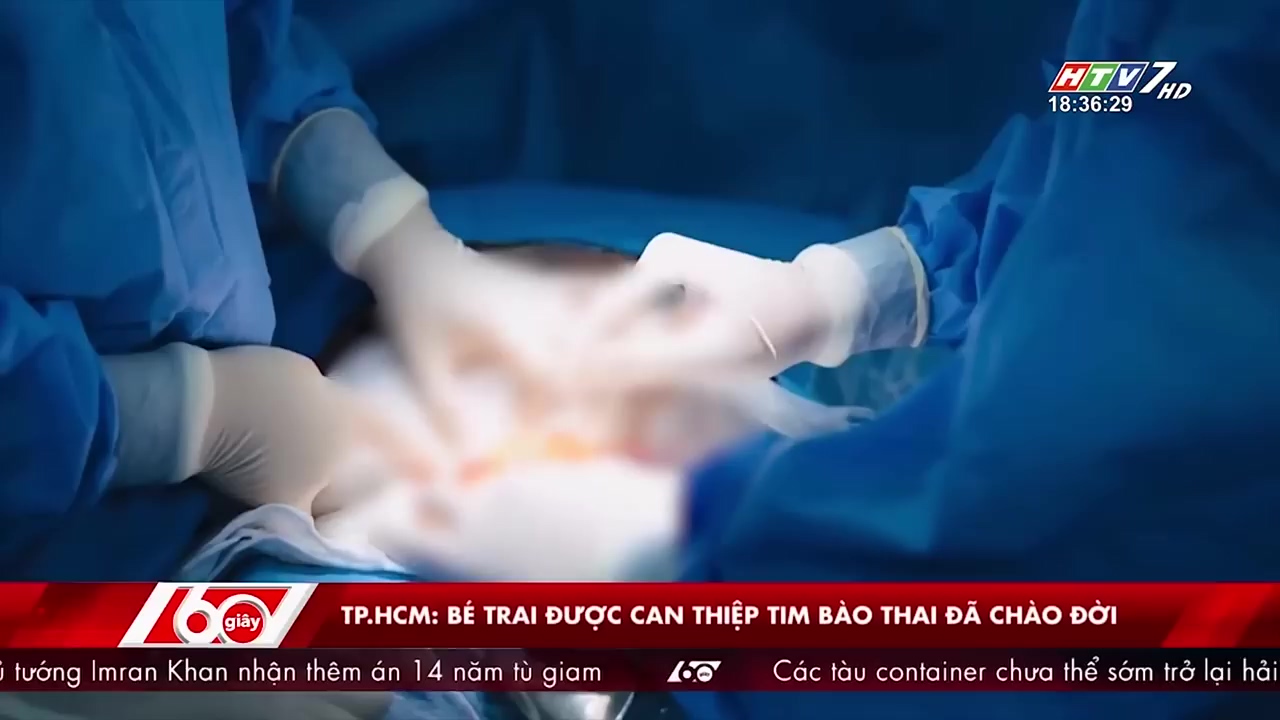 HTV7 HD
18:36:29
60 giây
TP.HCM: BÉ TRAI ĐƯỢC CAN THIỆP TIM BÀO THAI ĐÃ CHÀO ĐỜI
tướng Imran Khan nhận thêm án 14 năm tù giam 60 giây Các tàu container chưa thể sớm trở lại hải